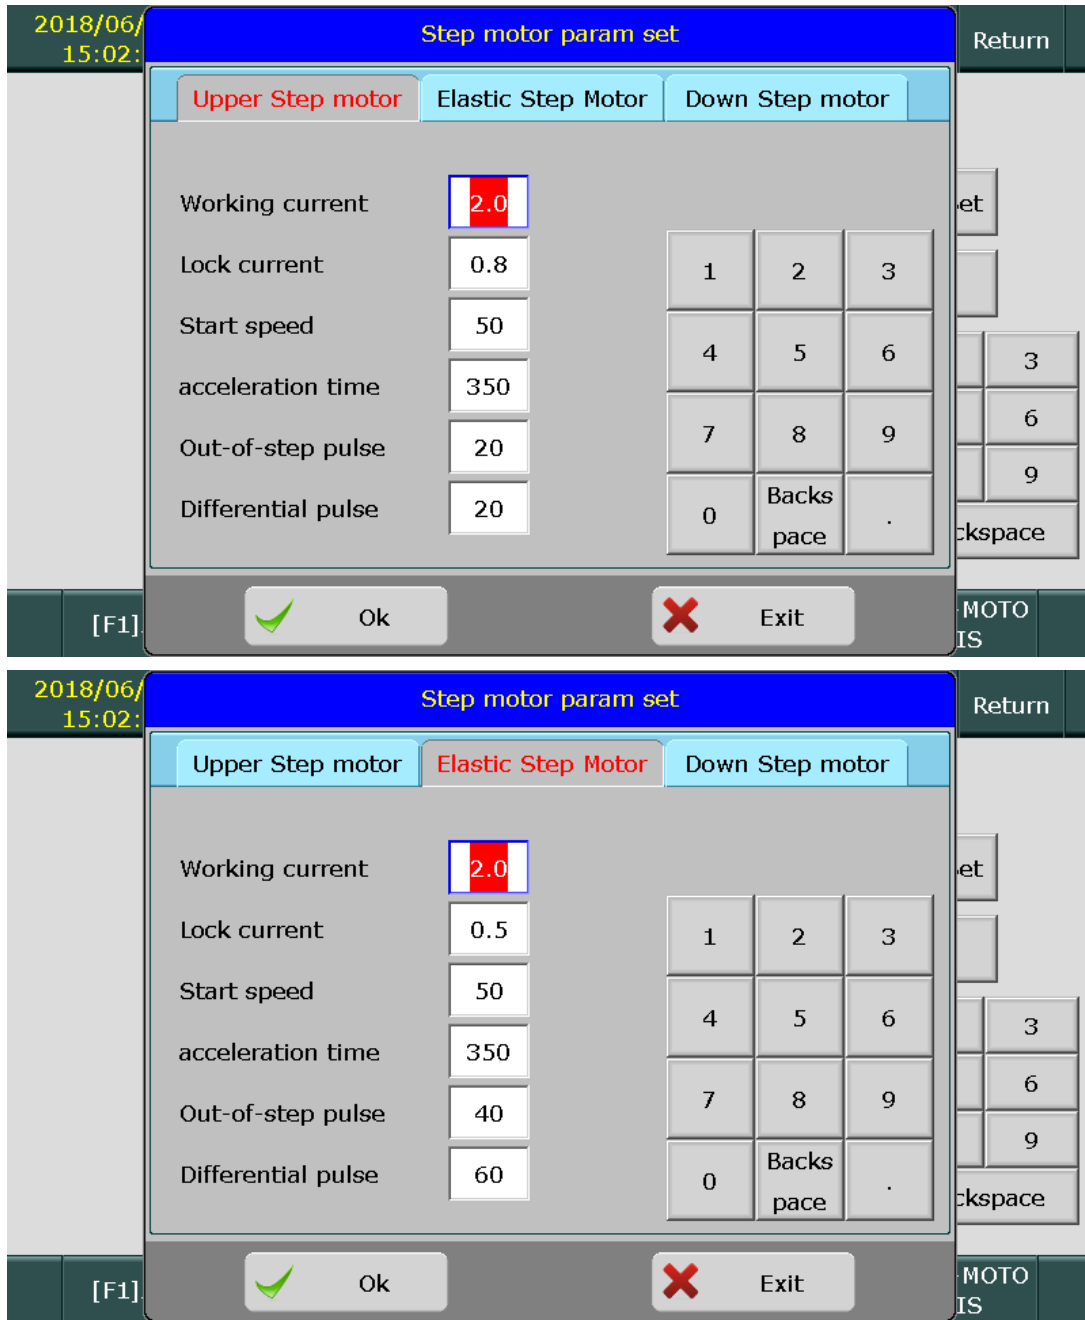 2018/06/
15:02:
Step motor param set
Return
Upper Step motor Elastic Step Motor Down Step motor
Working current 2.0
et
Lock current 0.8
1 2 3
Start speed 50
4 5 6
3
acceleration time 350
6
Out-of-step pulse 20
7 8 9
9
Differential pulse 20
0 Backs
pace .
ckspace
[F1].
Ok Exit
MOTO
IS
2018/06/
15:02:
Step motor param set
Return
Upper Step motor Elastic Step Motor Down Step motor
Working current 2.0
et
Lock current 0.5
1 2 3
Start speed 50
4 5 6
3
acceleration time 350
6
Out-of-step pulse 40
7 8 9
9
Differential pulse 60
0 Backs
pace .
ckspace
[F1].
Ok Exit
MOTO
IS